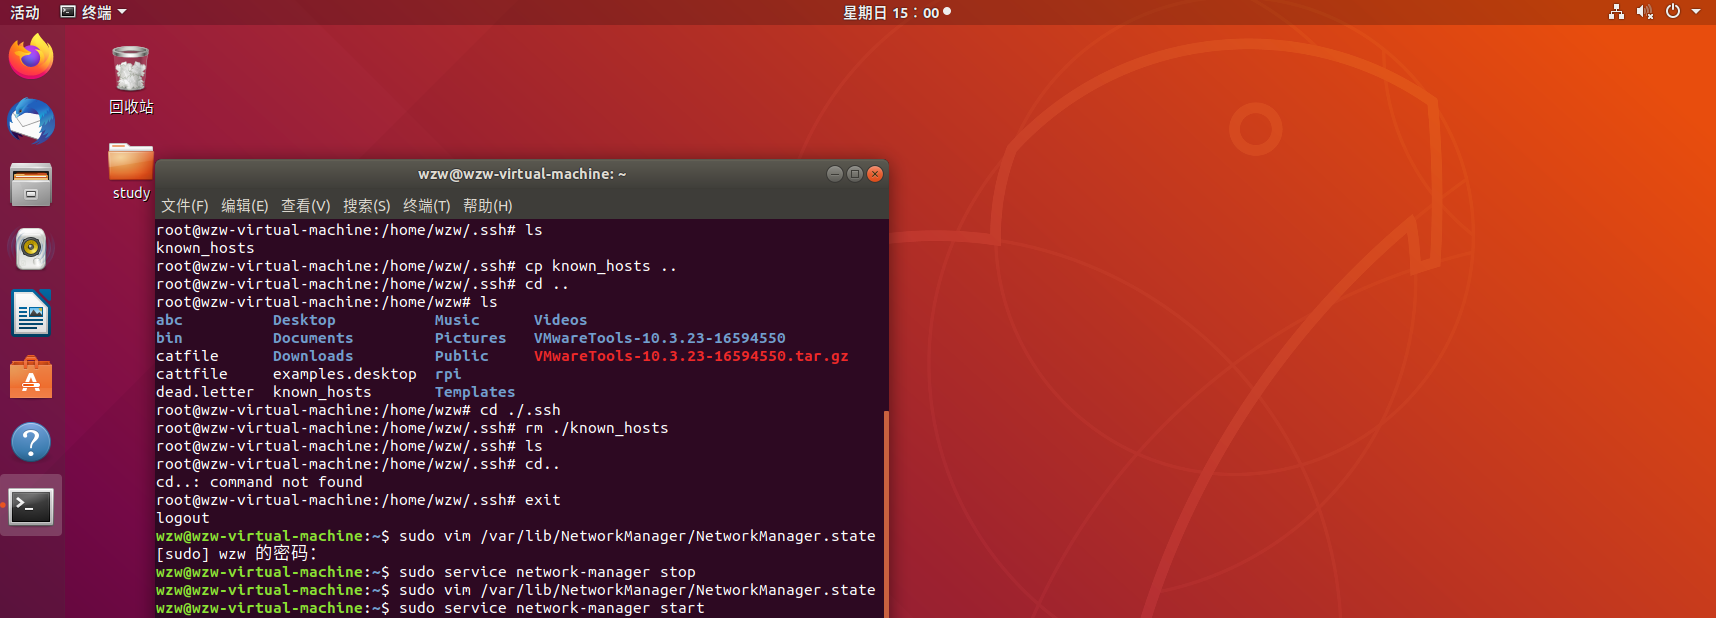 活动 终端 星期日 15：00
回收站
study
wzw@wzw-virtual-machine: ~
文件(F) 编辑(E) 查看(V) 搜索(S) 终端(T) 帮助(H)
root@wzw-virtual-machine:/home/wzw/.ssh# ls
known_hosts
root@wzw-virtual-machine:/home/wzw/.ssh# cp known_hosts ..
root@wzw-virtual-machine:/home/wzw/.ssh# cd ..
root@wzw-virtual-machine:/home/wzw# ls
abc Desktop Music Videos
bin Documents Pictures VMwareTools-10.3.23-16594550
catfile Downloads Public VMwareTools-10.3.23-16594550.tar.gz
cattfile examples.desktop rpi
dead.letter known_hosts Templates
root@wzw-virtual-machine:/home/wzw# cd ./.ssh
root@wzw-virtual-machine:/home/wzw/.ssh# rm ./known_hosts
root@wzw-virtual-machine:/home/wzw/.ssh# ls
root@wzw-virtual-machine:/home/wzw/.ssh# cd..
cd..: command not found
root@wzw-virtual-machine:/home/wzw/.ssh# exit
logout
wzw@wzw-virtual-machine:~$ sudo vim /var/lib/NetworkManager/NetworkManager.state
[sudo] wzw 的密码：
wzw@wzw-virtual-machine:~$ sudo service network-manager stop
wzw@wzw-virtual-machine:~$ sudo vim /var/lib/NetworkManager/NetworkManager.state
wzw@wzw-virtual-machine:~$ sudo service network-manager start